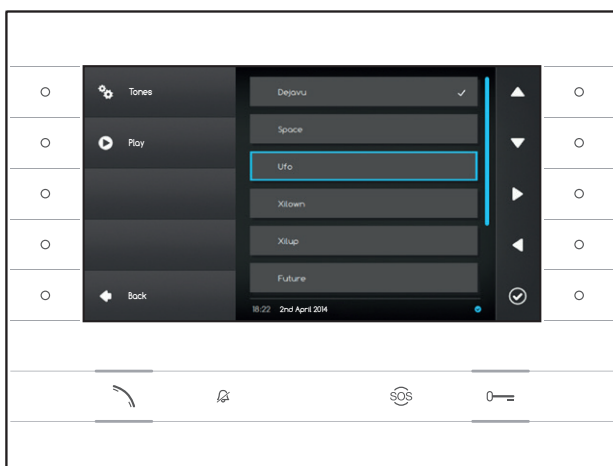 Tones
Play
Back
Dejavu
Space
Ufo
Xilown
Xilup
Future
18:22 2nd April 2014
SOS